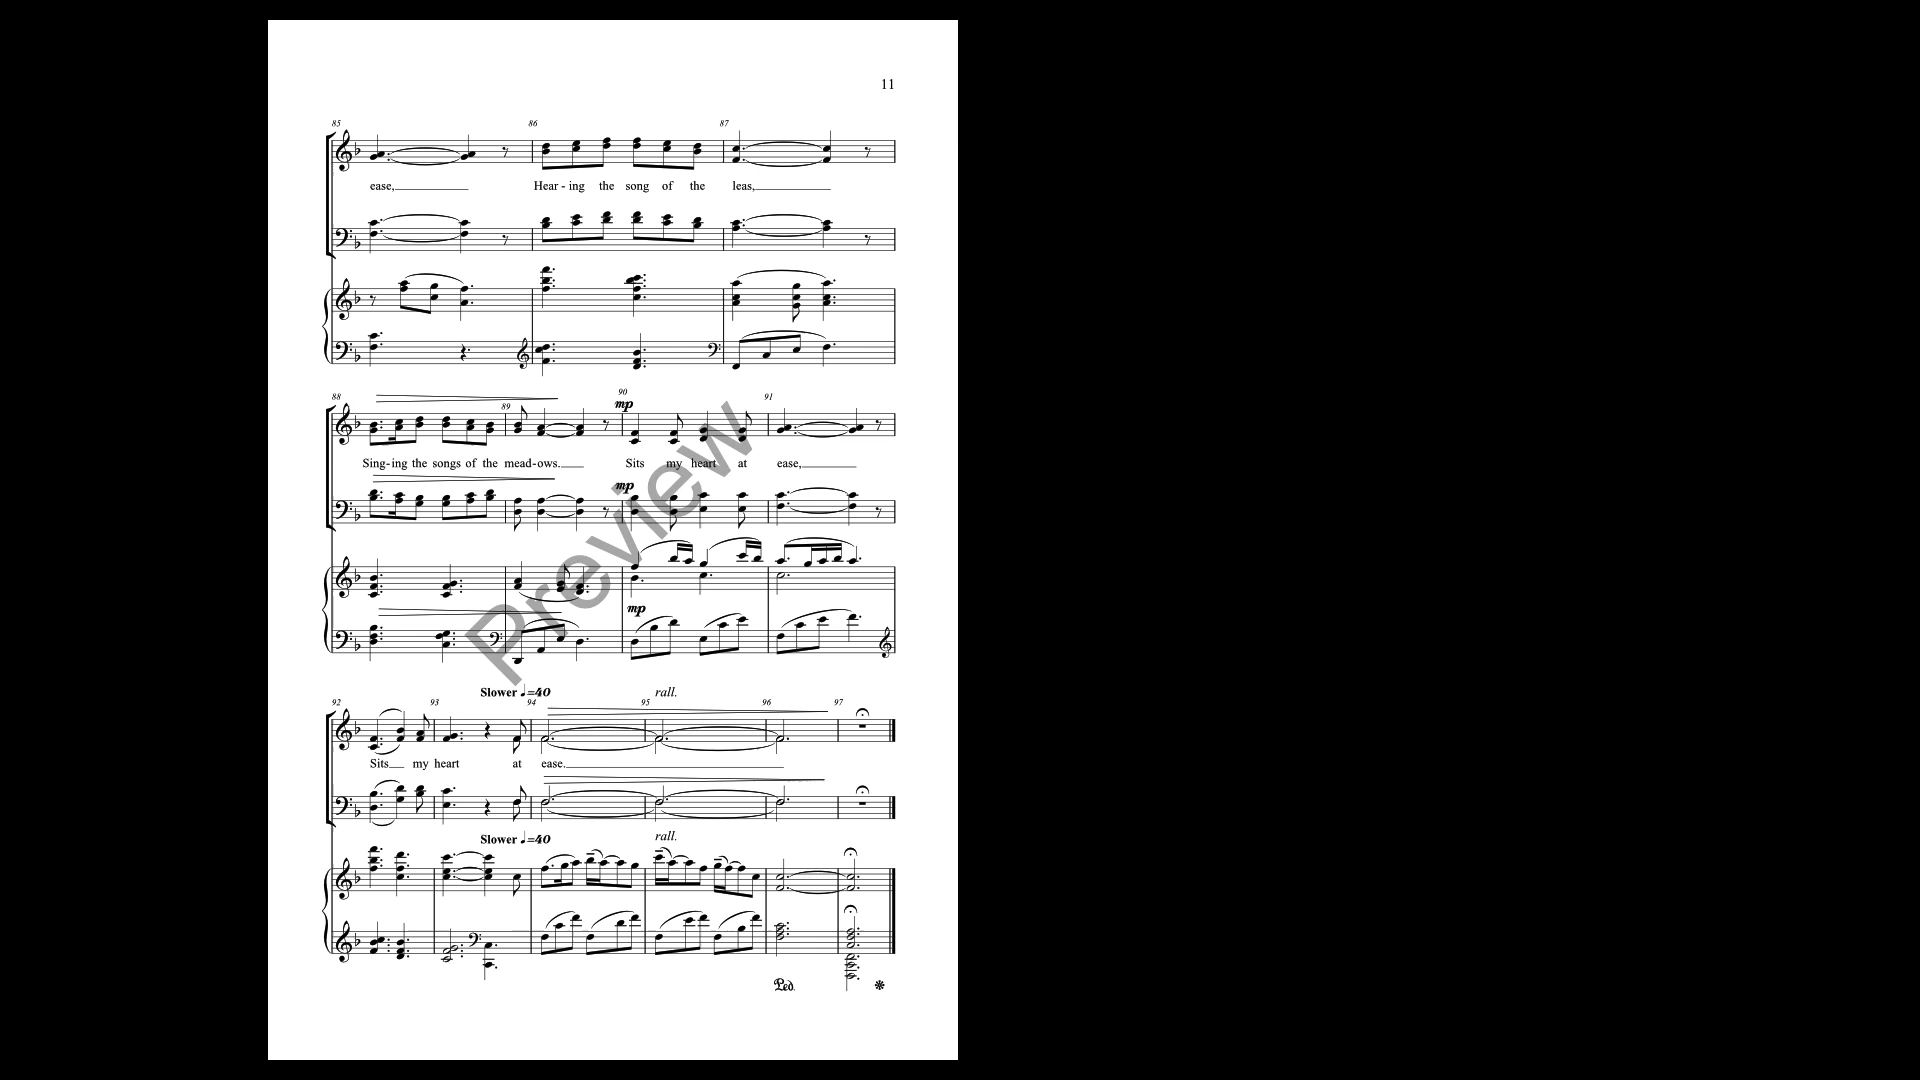 11
85 86 87
ease, Hear - ing the song of the leas,
88 89 90 91
mp
Sing-ing the songs of the mead-ows. Sits my heart at ease,
mp
mp
Slower ♩=40 rall.
92 93 94 95 96 97
Sits my heart at ease.
Slower ♩=40 rall.
Ped.
Preview